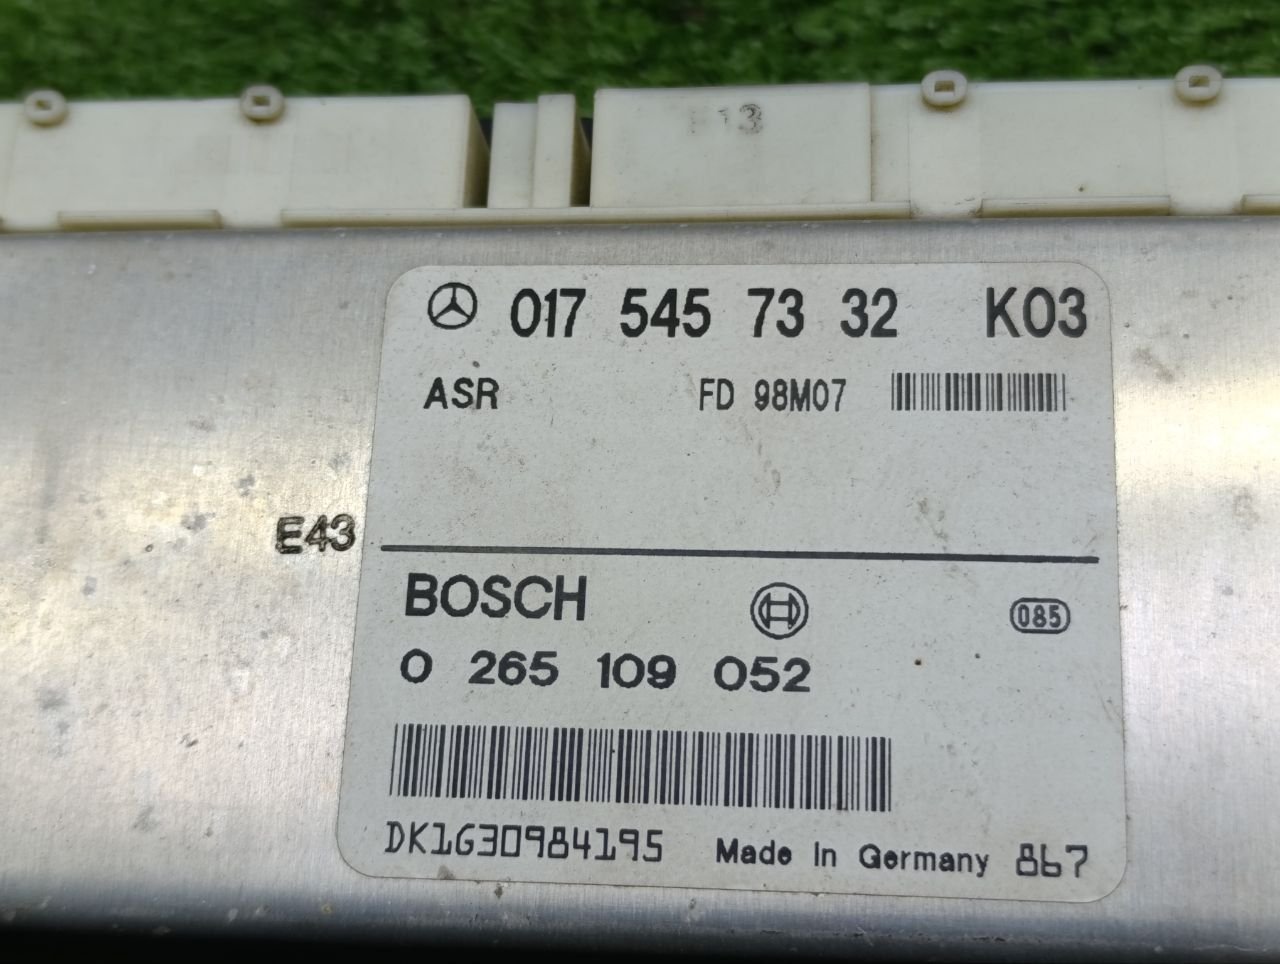 13
017 545 73 32 K03
ASR FD 98M07
E43
BOSCH
085
0 265 109 052
DK1G30984195 Made in Germany 867